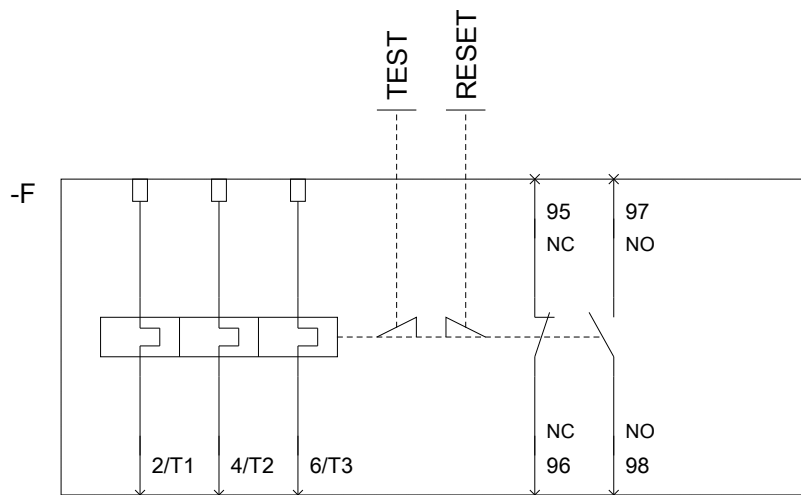 TEST
RESET
-F
95
97
NC
NO
NC
NO
2/T1
4/T2
6/T3
96
98